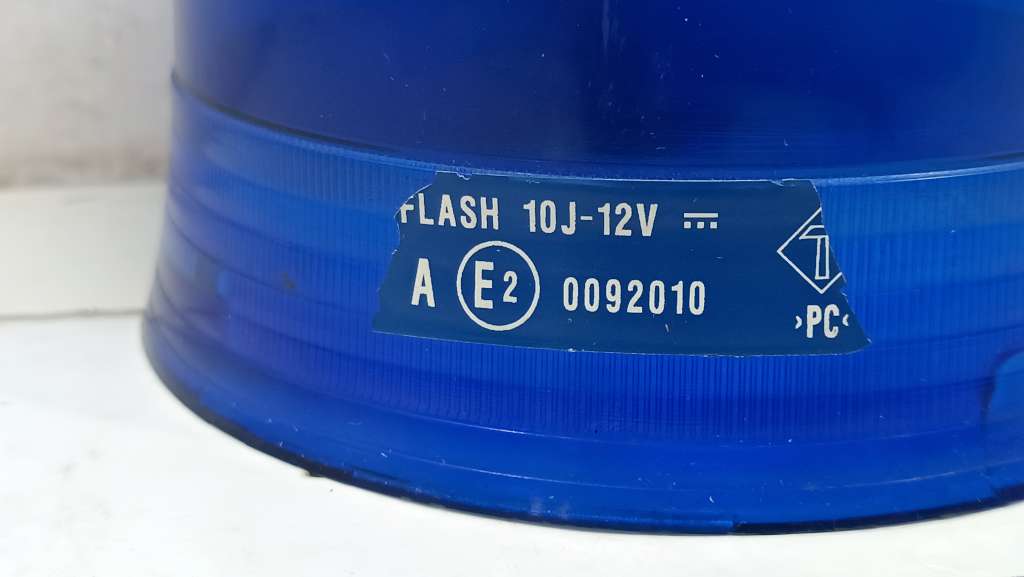 FLASH 10J-12V
A E2 0092010
T
>PC<